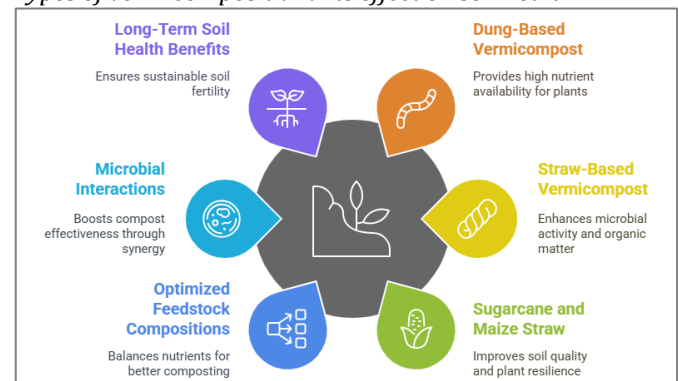 Long-Term Soil
Health Benefits
Ensures sustainable soil
fertility
Dung-Based
Vermicompost
Provides high nutrient
availability for plants
Microbial
Interactions
Boosts compost
effectiveness through
synergy
Straw-Based
Vermicompost
Enhances microbial
activity and organic
matter
Optimized
Feedstock
Compositions
Balances nutrients for
better composting
Sugarcane and
Maize Straw
Improves soil quality
and plant resilience